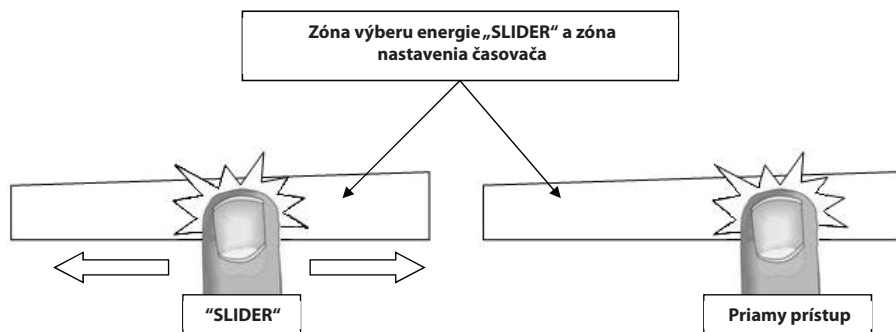 Zóna výberu energie „SLIDER“ a zóna
nastavenia časovača
“SLIDER“
Priamy prístup